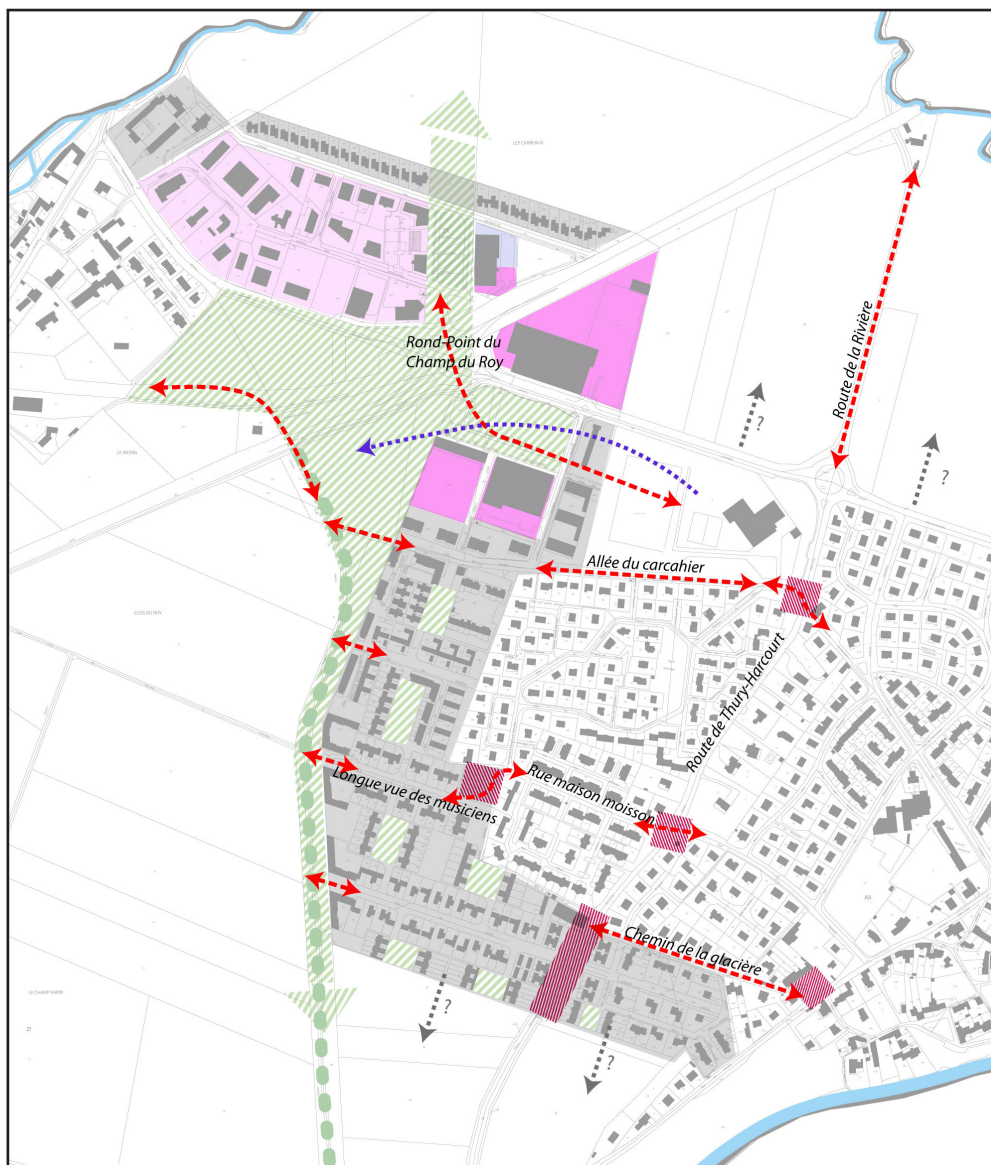 LES CARREAUX
Rond-Point du
Champ du Roy
Route de la Rivière
?
?
LE MESNIL
Allée du carcahier
CLOS DU ROY
Route de Thury-Harcourt
Longue vue des musiciens
Rue maison moisson
AB
Chemin de la glacière
?
?
ZI